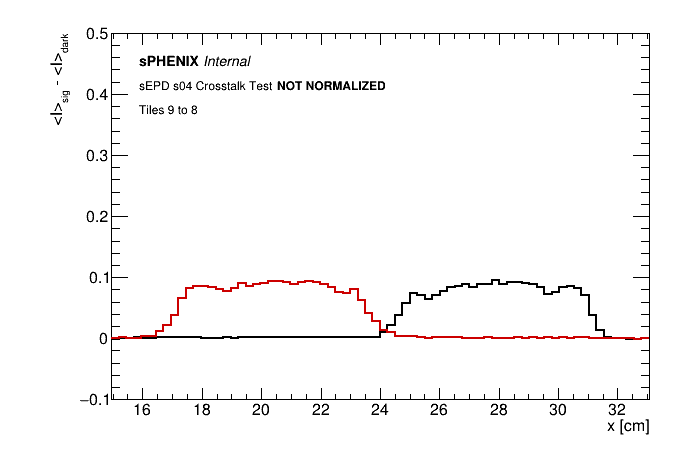 0.5
<I>sig - <I>dark
sPHENIX Internal
sEPD s04 Crosstalk Test NOT NORMALIZED
Tiles 9 to 8
0.4
0.3
0.2
0.1
0
−0.1
16 18 20 22 24 26 28 30 32
x [cm]